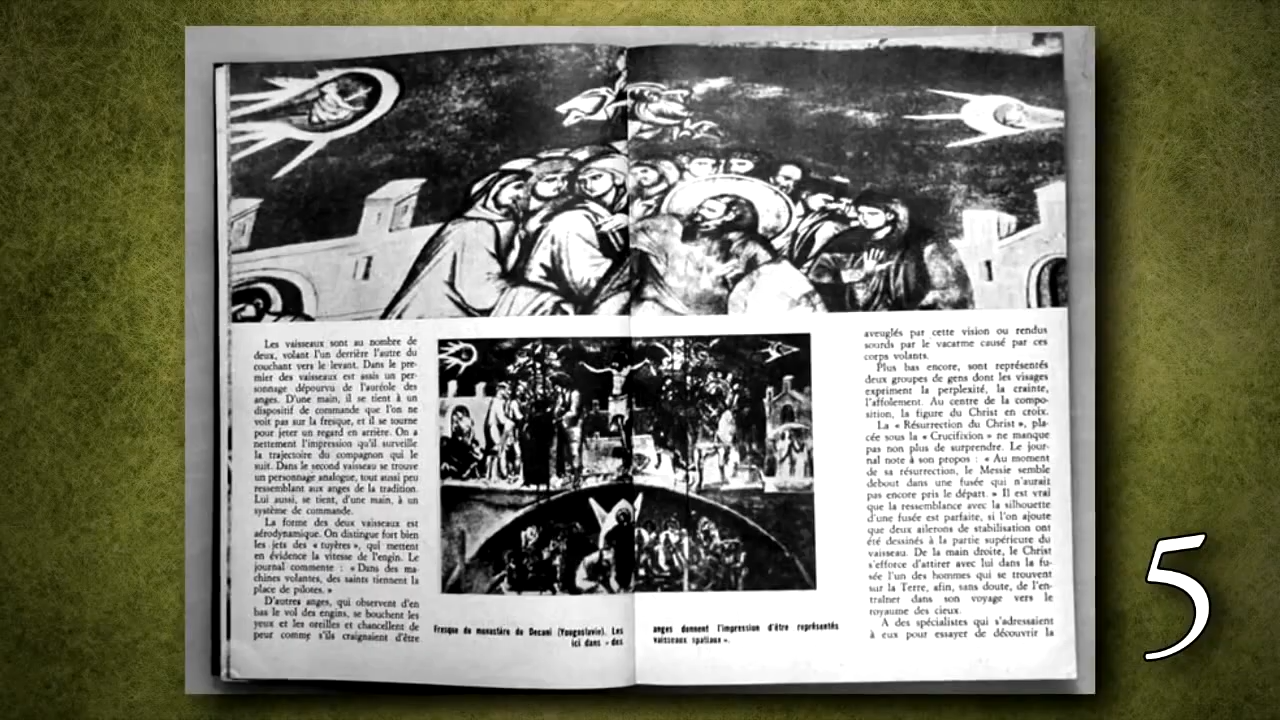 Les vaisseaux sont au nombre de
deux, volant l'un derrière l'autre du
couchant vers le levant. Dans le pre-
mier des vaisseaux est assis un per-
sonnage dépourvu de l'auréole des
anges. D'une main, il se tient à un
dispositif de commande que l'on ne
voit pas sur la fresque, et il se tourne
pour jeter un regard en arrière. On a
nettement l'impression qu'il surveille
la trajectoire du compagnon qui le
suit. Dans le second vaisseau se trouve
un personnage analogue, tout aussi peu
ressemblant aux anges de la tradition.
Lui aussi, se tient, d'une main, à un
système de commande.
La forme des deux vaisseaux est
aérodynamique. On distingue fort bien
les jets des « tuyères », qui mettent
en évidence la vitesse de l'engin. Le
journal commente : « Dans des ma-
chines volantes, des saints tiennent la
place de pilotes. »
D'autres anges, qui observent d'en
bas le vol des engins, se bouchent les
yeux et les oreilles et chancellent de
peur comme s'ils craignaient d'être
Fresque du monastère du Decani (Yougoslavie). Les
ici dans « des
anges donnent l'impression d'être représentés
vaisseaux spatiaux ».
aveuglés par cette vision ou rendus
sourds par le vacarme causé par ces
corps volants.
Plus bas encore, sont représentés
deux groupes de gens dont les visages
expriment la perplexité, la crainte,
l'affolement. Au centre de la compo-
sition, la figure du Christ en croix.
La « Résurrection du Christ », pla-
cée sous la « Crucifixion » ne manque
pas non plus de surprendre. Le jour-
nal note à son propos : « Au moment
de sa résurrection, le Messie semble
debout dans une fusée qui n'aurait
pas encore pris le départ. » Il est vrai
que la ressemblance avec la silhouette
d'une fusée est parfaite, si l'on ajoute
que deux ailerons de stabilisation ont
été dessinés à la partie supérieure du
vaisseau. De la main droite, le Christ
s'efforce d'attirer avec lui dans la fu-
sée l'un des hommes qui se trouvent
sur la Terre, afin, sans doute, de l'en-
traîner dans son voyage vers le
royaume des cieux.
A des spécialistes qui s'adressaient
à eux pour essayer de découvrir la
5